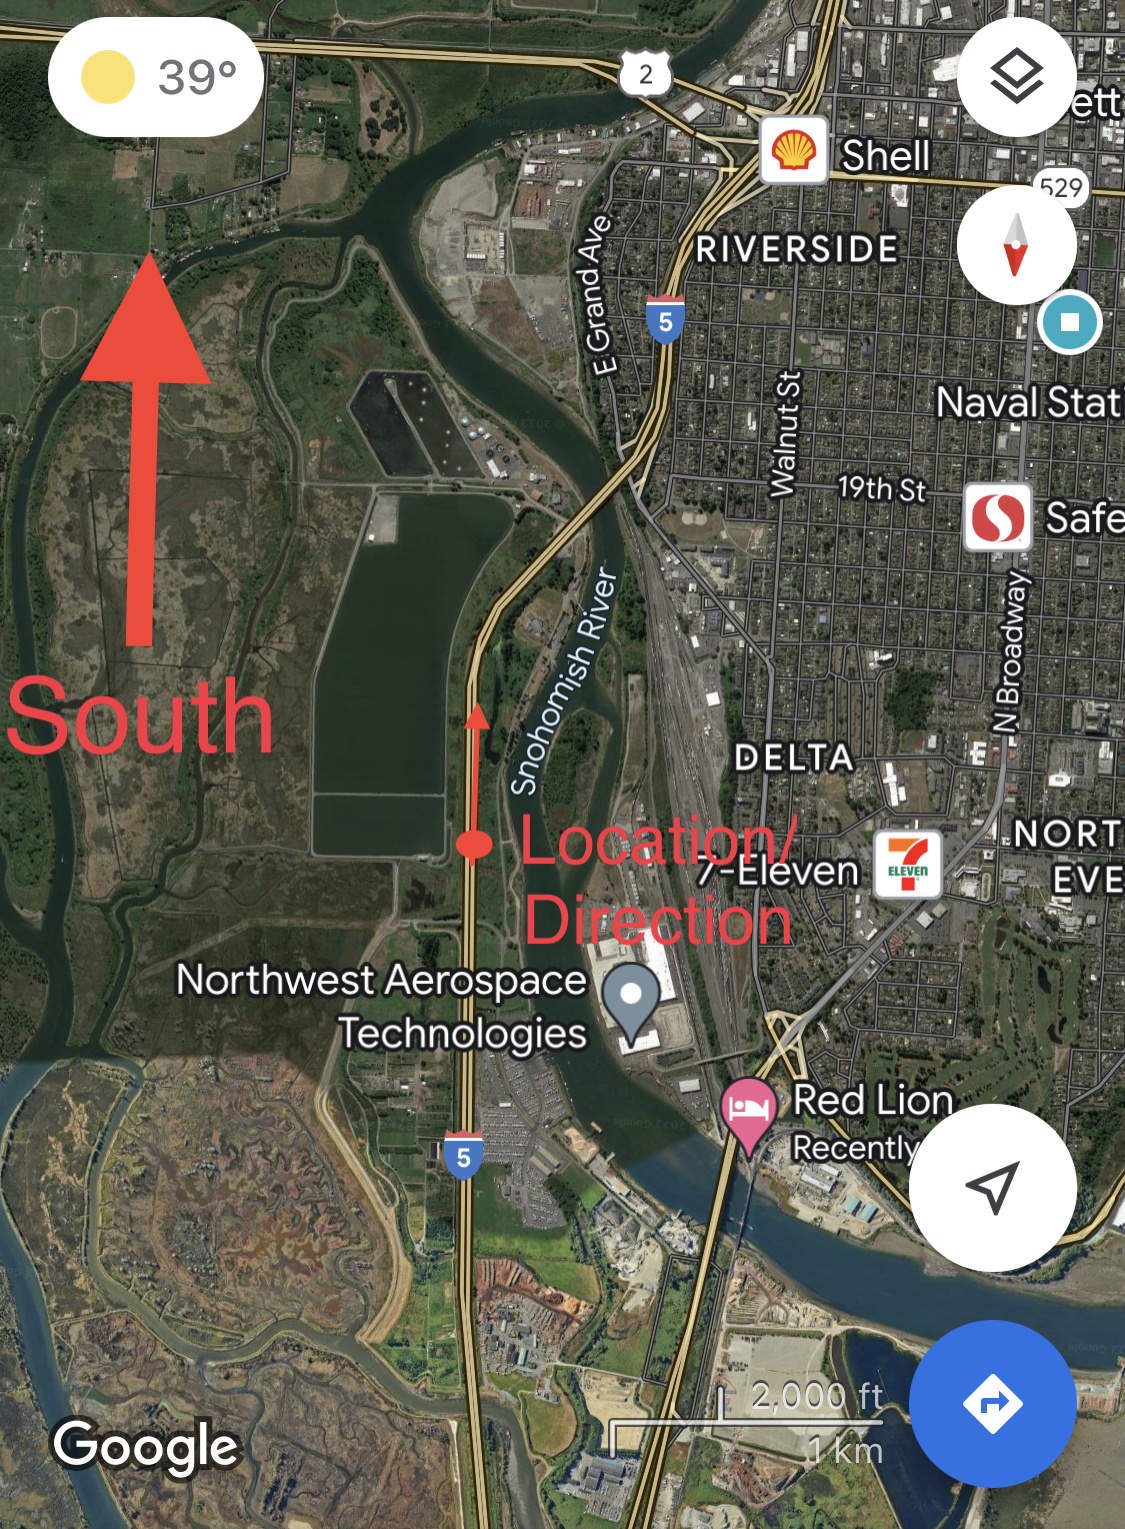 39°
2
ett
Shell
529
E Grand Ave
RIVERSIDE
5
Naval Stat
Walnut St
19th St
Safe
Snohomish River
N Broadway
South
DELTA
Location/
Direction
7-Eleven
ELEVEN
NORT
EVE
Northwest Aerospace
Technologies
Red Lion
Recently
5
2,000 ft
1 km
Google